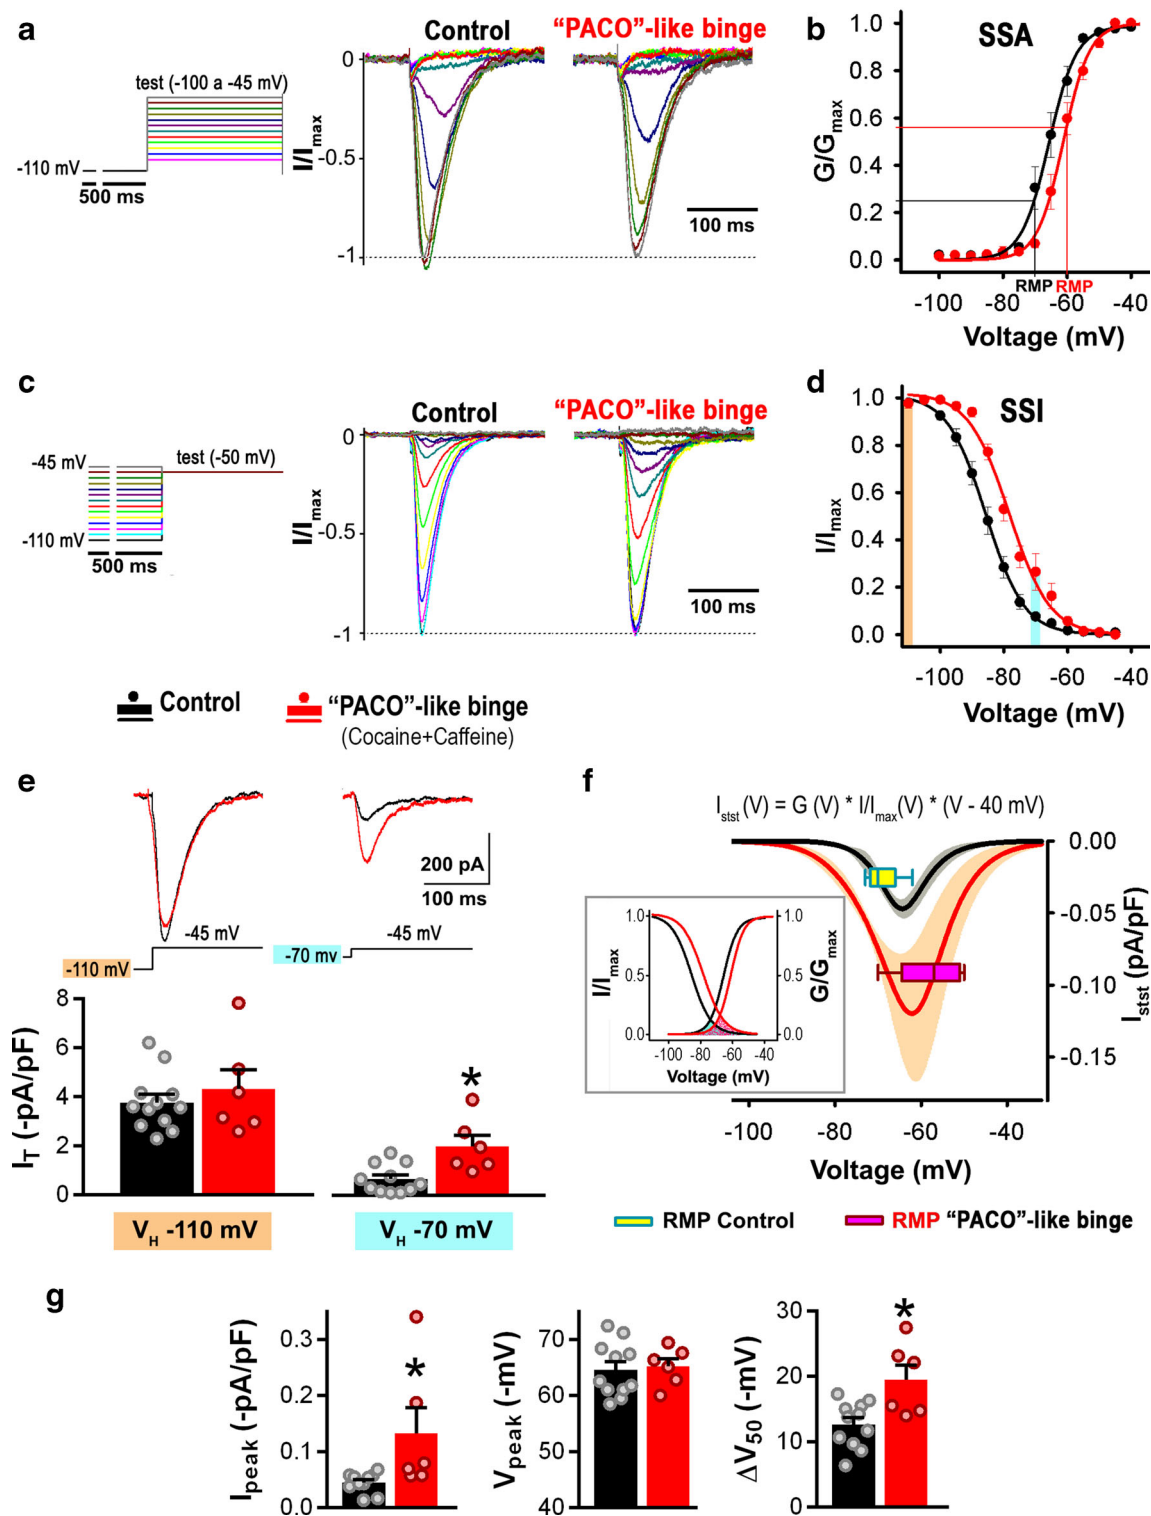 a
Control
"PACO"-like binge
test (-100 a -45 mV)
-110 mV
500 ms
I/Imax
0
-0.5
-1
100 ms
b
SSA
G/Gmax
1.0
0.8
0.6
0.4
0.2
0.0
RMP RMP
-100 -80 -60 -40
Voltage (mV)
c
Control
"PACO"-like binge
-45 mV
test (-50 mV)
-110 mV
500 ms
I/Imax
0
-0.5
-1
100 ms
d
SSI
I/Imax
1.0
0.8
0.6
0.4
0.2
0.0
-100 -80 -60 -40
Voltage (mV)
Control
"PACO"-like binge
(Cocaine+Caffeine)
e
200 pA
100 ms
-45 mV
-110 mV
-45 mV
-70 mv
IT (-pA/pF)
8
6
4
2
0
*
VH -110 mV
VH -70 mV
f
Istst (V) = G (V) * I/Imax(V) * (V - 40 mV)
0.00
-0.05
-0.10
-0.15
Istst (pA/pF)
I/Imax
1.0
0.5
0.0
1.0
0.5
0.0
G/Gmax
-100 -80 -60 -40
Voltage (mV)
-100 -80 -60 -40
Voltage (mV)
RMP Control
RMP "PACO"-like binge
g
Ipeak (-pA/pF)
0.3
0.2
0.1
0.0
*
Vpeak (-mV)
70
60
50
40
ΔV50 (-mV)
30
20
10
0
*